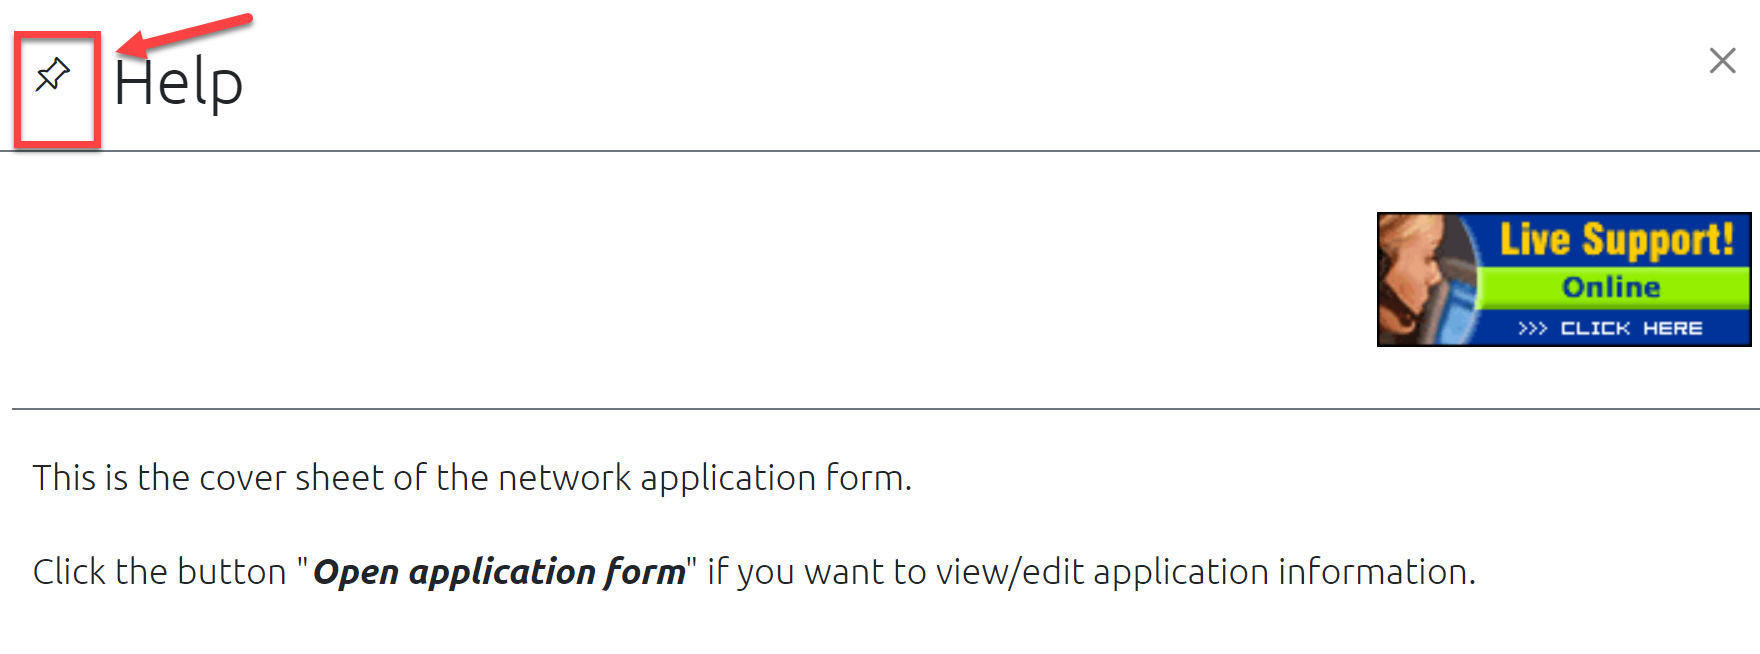 Help
Live Support!
Online
>>> CLICK HERE
This is the cover sheet of the network application form.
Click the button "Open application form" if you want to view/edit application information.